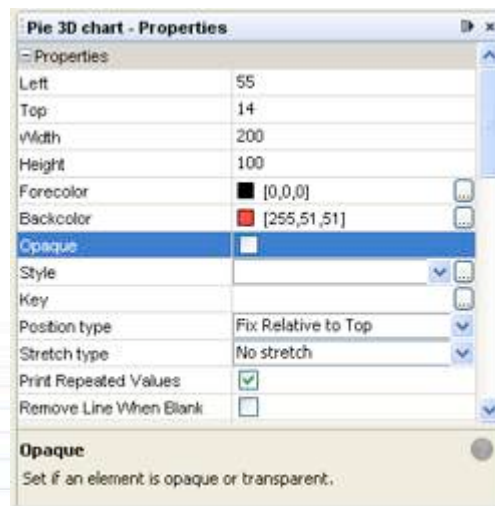 Pie 3D chart - Properties
Properties
Left 55
Top 14
Width 200
Height 100
Forecolor [0,0,0] ...
Backcolor [255,51,51] ...
Opaque
Style ...
Key ...
Position type Fix Relative to Top
Stretch type No stretch
Print Repeated Values
Remove Line When Blank
Opaque
Set if an element is opaque or transparent.